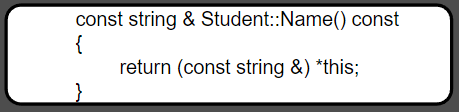 const string & Student::Name() const
{
return (const string &) *this;
}